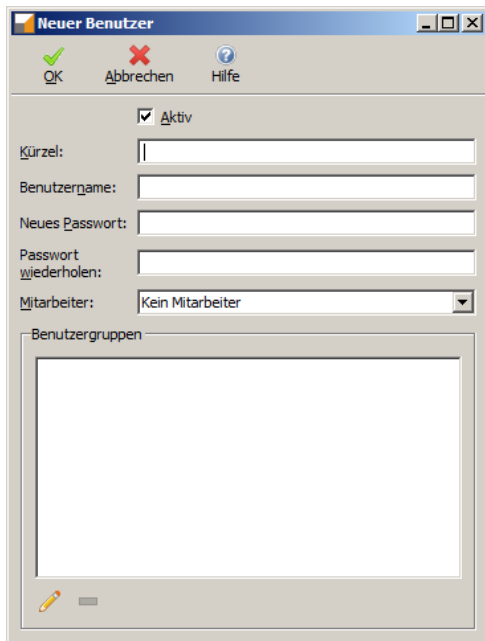 Neuer Benutzer
OK Abbrechen Hilfe
Aktiv
Kürzel:
Benutzername:
Neues Passwort:
Passwort
wiederholen:
Mitarbeiter: Kein Mitarbeiter
Benutzergruppen